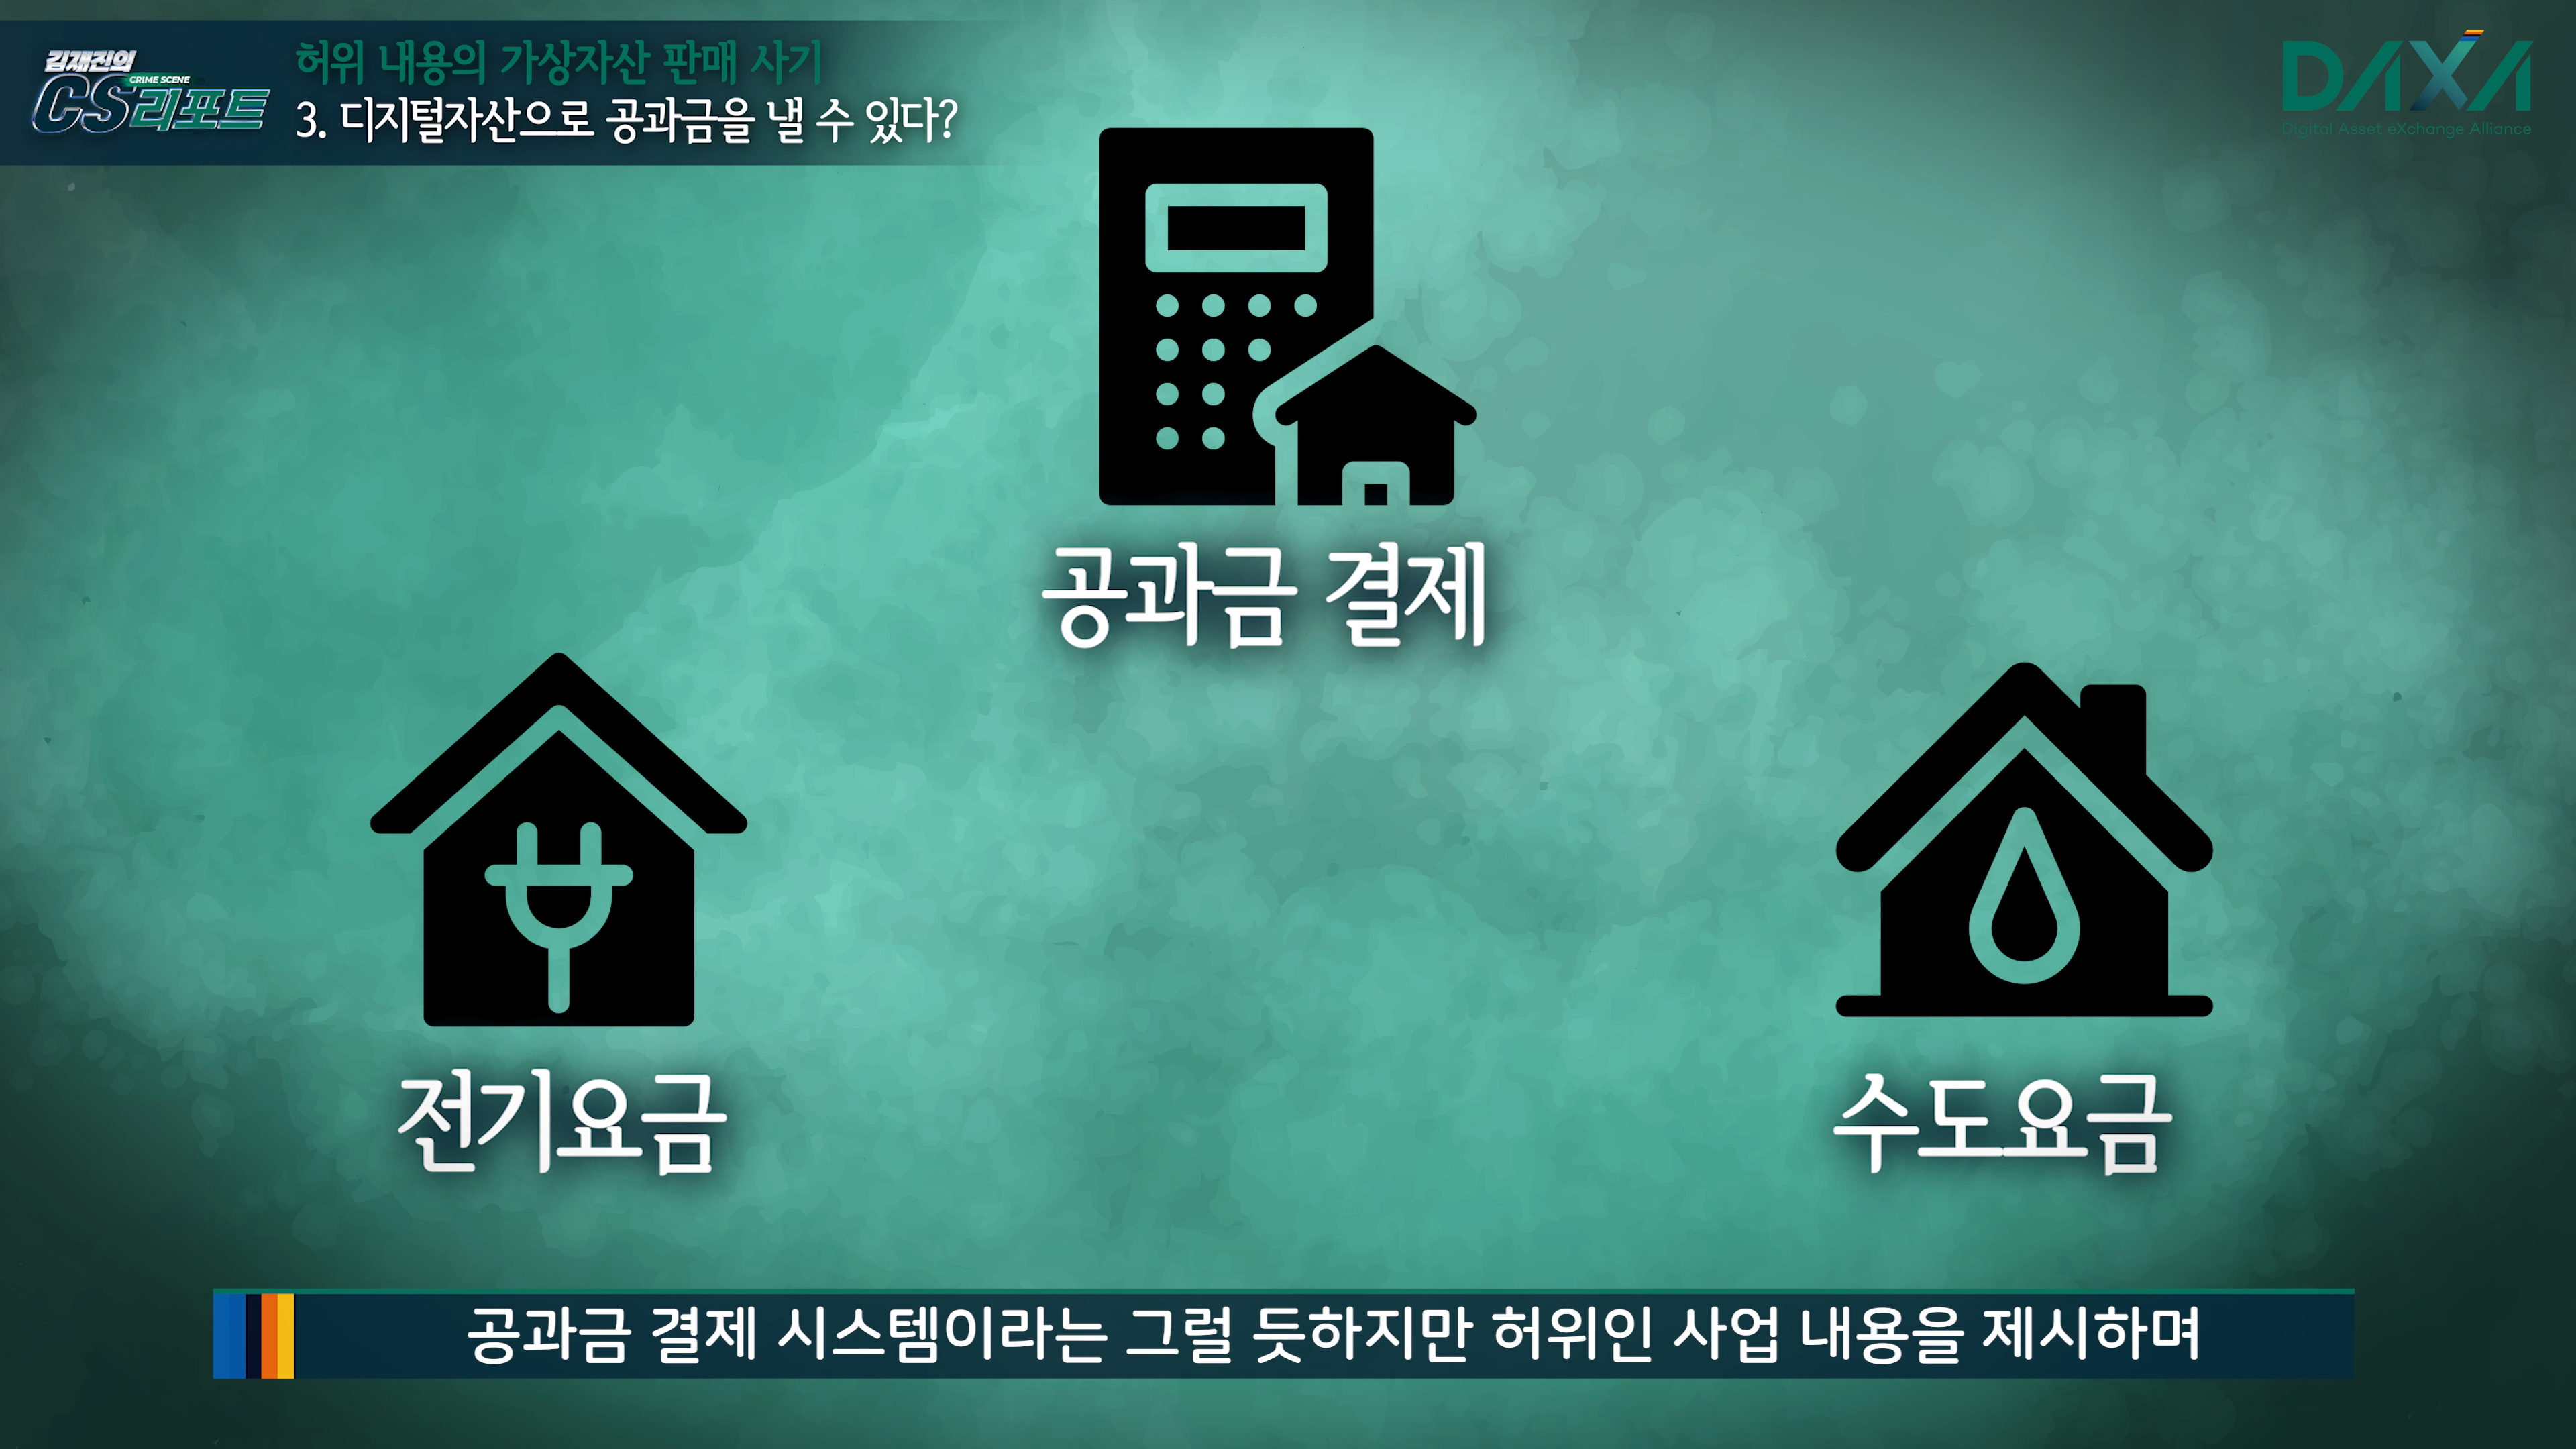 김재진의
CRIME SCENE
CS리포트
허위 내용의 가상자산 판매 사기
3. 디지털자산으로 공과금을 낼 수 있다?
DAXA
Digital Asset eXchange Alliance
공과금 결제
전기요금
수도요금
공과금 결제 시스템이라는 그럴 듯하지만 허위인 사업 내용을 제시하며